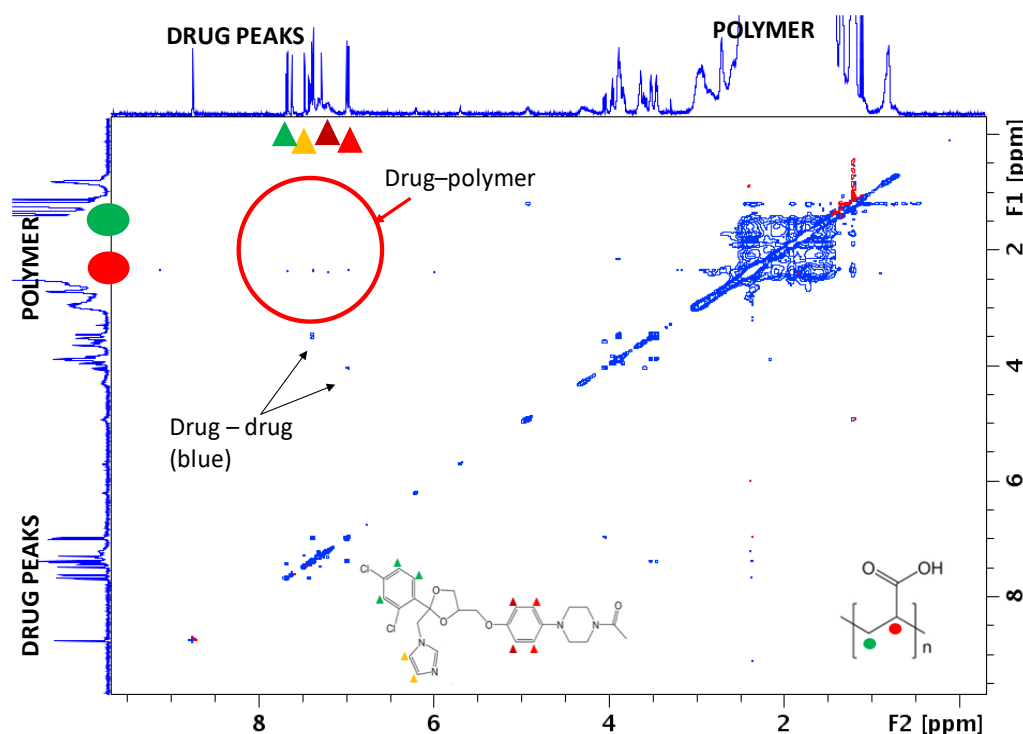 DRUG PEAKS
POLYMER
Drug–polymer
Drug – drug
(blue)
POLYMER
DRUG PEAKS
F1 [ppm]
2
4
6
8
8
6
4
2
F2 [ppm]
Cl
Cl
O
O
O
N
N
N
N
O
O
OH
n